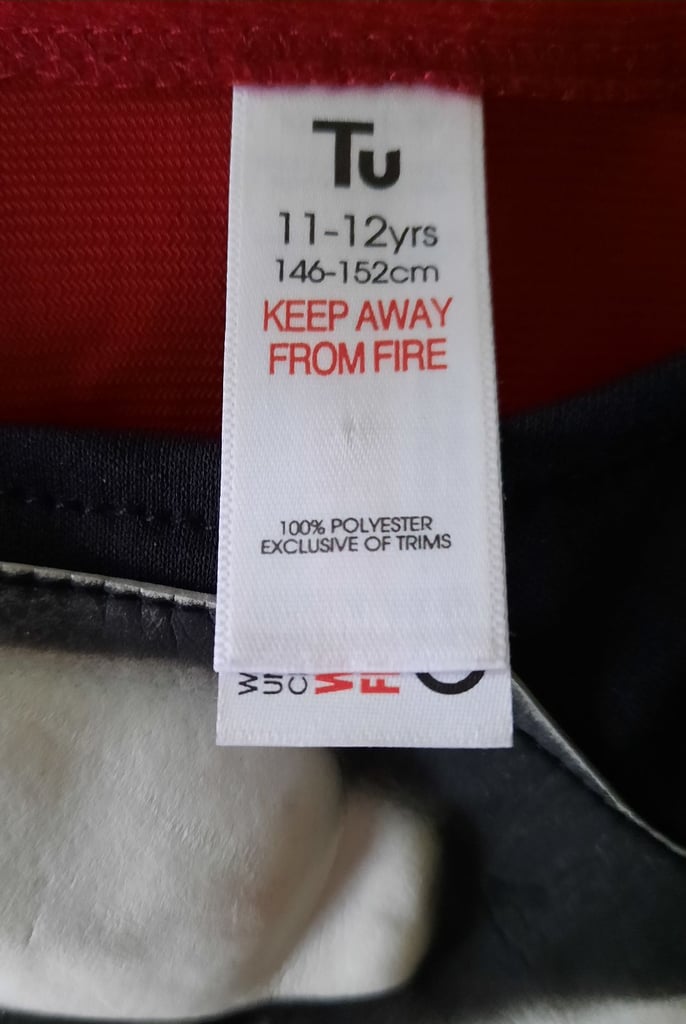 Tu
11-12yrs
146-152cm
KEEP AWAY
FROM FIRE
100% POLYESTER
EXCLUSIVE OF TRIMS